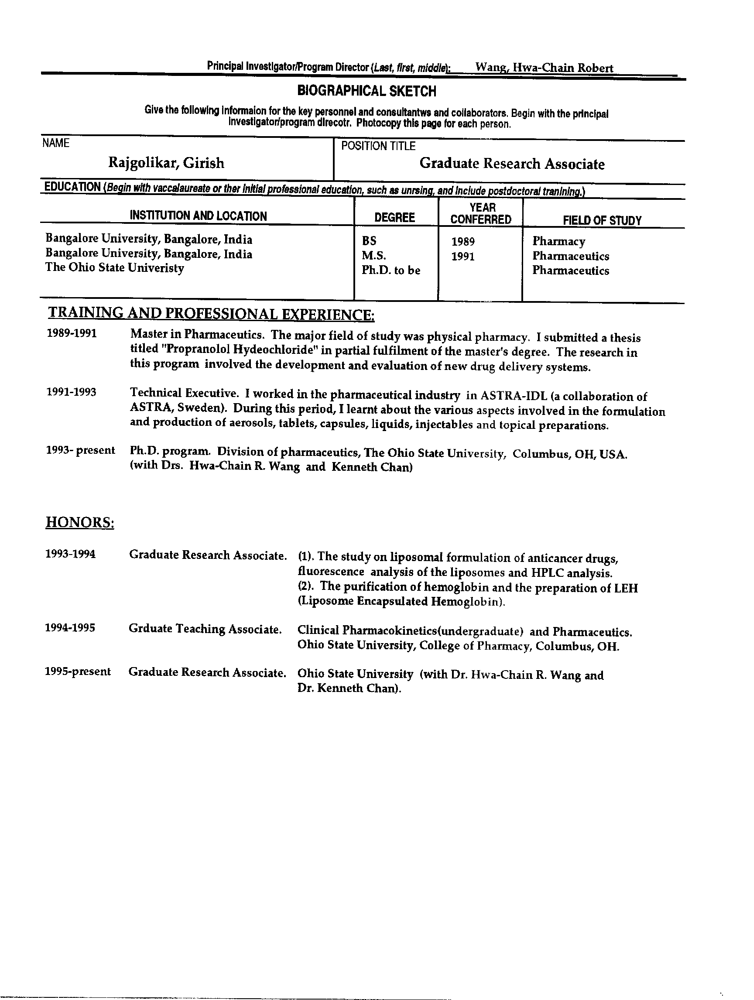 Principal Investigator/Program Director (Last, first, middle): Wang, Hwa-Chain Robert
BIOGRAPHICAL SKETCH
Give the following informaion for the key personnel and consultantws and collaborators. Begin with the principal
investigator/program direcotr. Photocopy this page for each person.
NAME POSITION TITLE
Rajgolikar, Girish Graduate Research Associate
EDUCATION (Begin with vaccalaureate or ther initial professional education, such as unrsing, and include postdoctoral tranining.)
INSTITUTION AND LOCATION DEGREE YEAR CONFERRED FIELD OF STUDY
Bangalore University, Bangalore, India BS 1989 Pharmacy
Bangalore University, Bangalore, India M.S. 1991 Pharmaceutics
The Ohio State Univeristy Ph.D. to be Pharmaceutics
TRAINING AND PROFESSIONAL EXPERIENCE:
1989-1991 Master in Pharmaceutics. The major field of study was physical pharmacy. I submitted a thesis
titled "Propranolol Hydeochloride" in partial fulfilment of the master's degree. The research in
this program involved the development and evaluation of new drug delivery systems.
1991-1993 Technical Executive. I worked in the pharmaceutical industry in ASTRA-IDL (a collaboration of
ASTRA, Sweden). During this period, I learnt about the various aspects involved in the formulation
and production of aerosols, tablets, capsules, liquids, injectables and topical preparations.
1993- present Ph.D. program. Division of pharmaceutics, The Ohio State University, Columbus, OH, USA.
(with Drs. Hwa-Chain R. Wang and Kenneth Chan)
HONORS:
1993-1994 Graduate Research Associate. (1). The study on liposomal formulation of anticancer drugs,
fluorescence analysis of the liposomes and HPLC analysis.
(2). The purification of hemoglobin and the preparation of LEH
(Liposome Encapsulated Hemoglobin).
1994-1995 Grduate Teaching Associate. Clinical Pharmacokinetics(undergraduate) and Pharmaceutics.
Ohio State University, College of Pharmacy, Columbus, OH.
1995-present Graduate Research Associate. Ohio State University (with Dr. Hwa-Chain R. Wang and
Dr. Kenneth Chan).